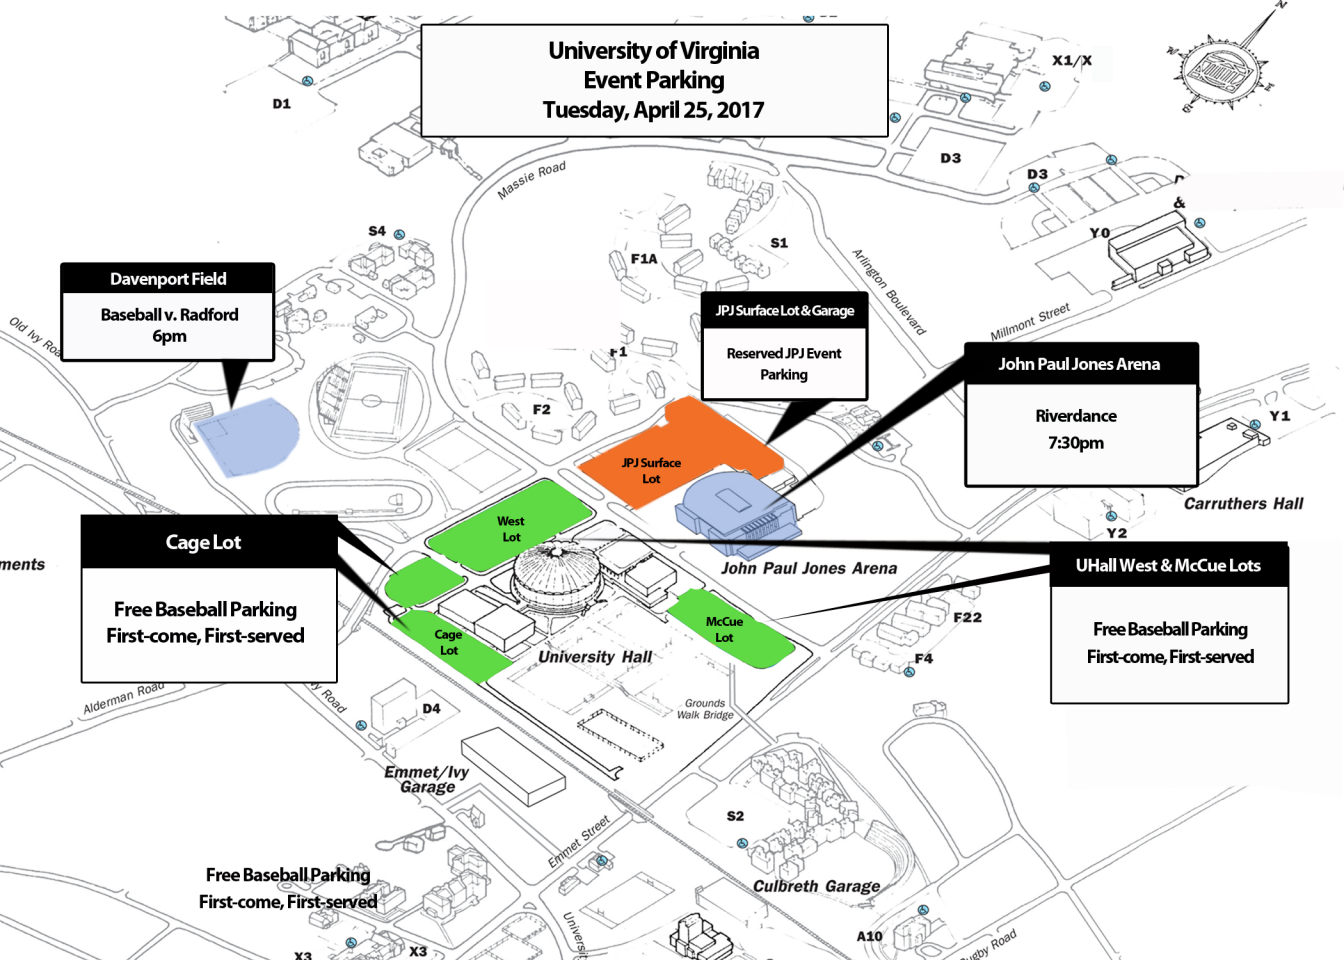 University of Virginia
Event Parking
Tuesday, April 25, 2017
N
D1
X1/X
D3
D3
&
Y0
Massie Road
S4
S1
F1A
Arlington Boulevard
Millmont Street
Davenport Field
Baseball v. Radford
6pm
JPJ Surface Lot & Garage
Reserved JPJ Event
Parking
John Paul Jones Arena
Riverdance
7:30pm
F2
Y1
JPJ Surface
Lot
Carruthers Hall
Y2
West
Lot
John Paul Jones Arena
Cage Lot
Free Baseball Parking
First-come, First-served
UHall West & McCue Lots
Free Baseball Parking
First-come, First-served
F22
F4
McCue
Lot
Cage
Lot
University Hall
Grounds
Walk Bridge
Alderman Road
Road
D4
Emmet/Ivy
Garage
S2
Emmet Street
Culbreth Garage
Free Baseball Parking
First-come, First-served
A10
X3
X3